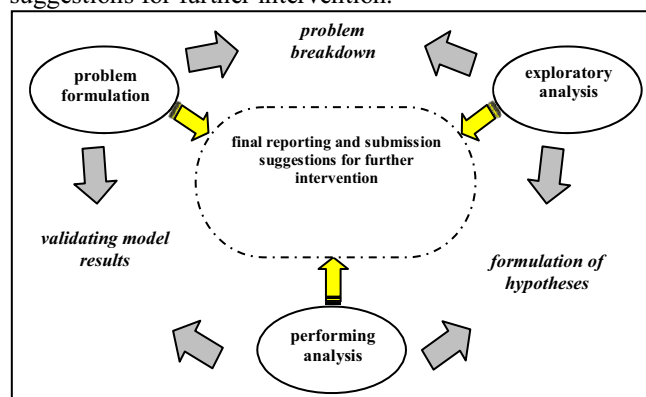 suggestions for further intervention.
problem
breakdown
problem
formulation
exploratory
analysis
final reporting and submission
suggestions for further
intervention
validating model
results
formulation of
hypotheses
performing
analysis